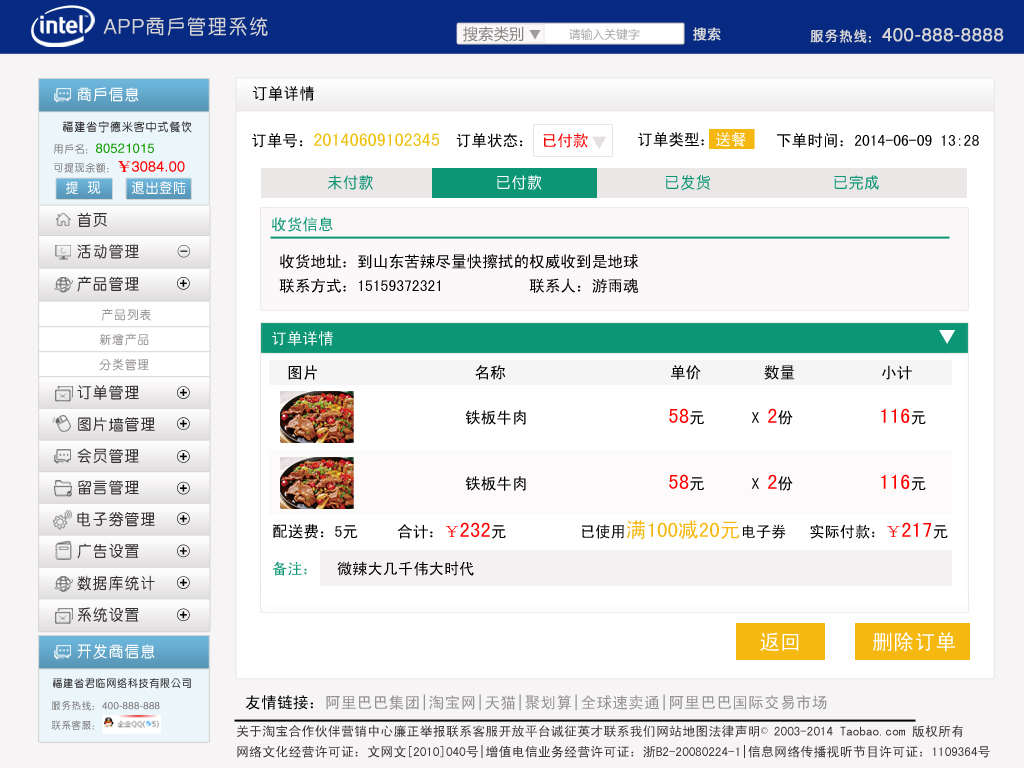 intel APP商戶管理系统
搜索类别▼ 请输入关键字 搜索
服务热线：400-888-8888
商戶信息
福建省宁德米客中式餐饮
用戶名：80521015
可提现余额：￥3084.00
提 现 退出登陆
首页
活动管理
产品管理
产品列表
新增产品
分类管理
订单管理
图片墙管理
会员管理
留言管理
电子券管理
广告设置
数据库统计
系统设置
开发商信息
福建省君临网络科技有限公司
服务热线：400-888-888
联系客服：企业QQ
订单详情
订单号：20140609102345 订单状态：已付款 订单类型：送餐 下单时间：2014-06-09 13:28
未付款 已付款 已发货 已完成
收货信息
收货地址：到山东苦辣尽量快擦拭的权威收到是地球
联系方式：15159372321 联系人：游雨魂
订单详情
图片 名称 单价 数量 小计
铁板牛肉 58元 X 2份 116元
铁板牛肉 58元 X 2份 116元
配送费：5元 合计：￥232元 已使用满100减20元电子券 实际付款：￥217元
备注：微辣大几千伟大时代
返回 删除订单
友情链接：阿里巴巴集团|淘宝网|天猫|聚划算|全球速卖通|阿里巴巴国际交易市场
关于淘宝合作伙伴营销中心廉正举报联系客服开放平台诚征英才联系我们网站地图法律声明© 2003-2014 Taobao.com 版权所有
网络文化经营许可证：文网文[2010]040号|增值电信业务经营许可证：浙B2-20080224-1|信息网络传播视听节目许可证：1109364号